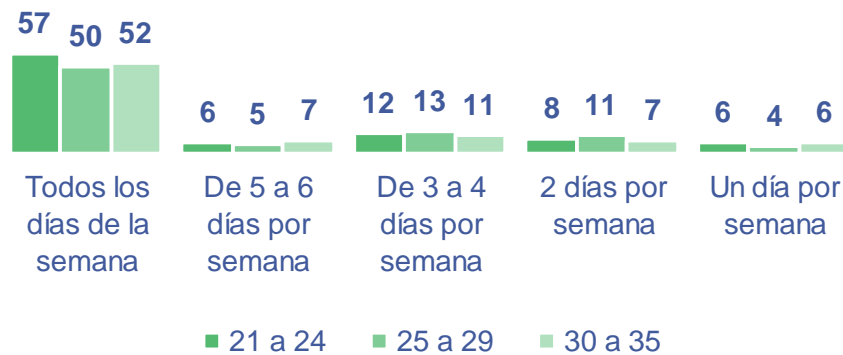 57 50 52
6 5 7
12 13 11
8 11 7
6 4 6
Todos los
días de la
semana
De 5 a 6
días por
semana
De 3 a 4
días por
semana
2 días por
semana
Un día por
semana
21 a 24
25 a 29
30 a 35